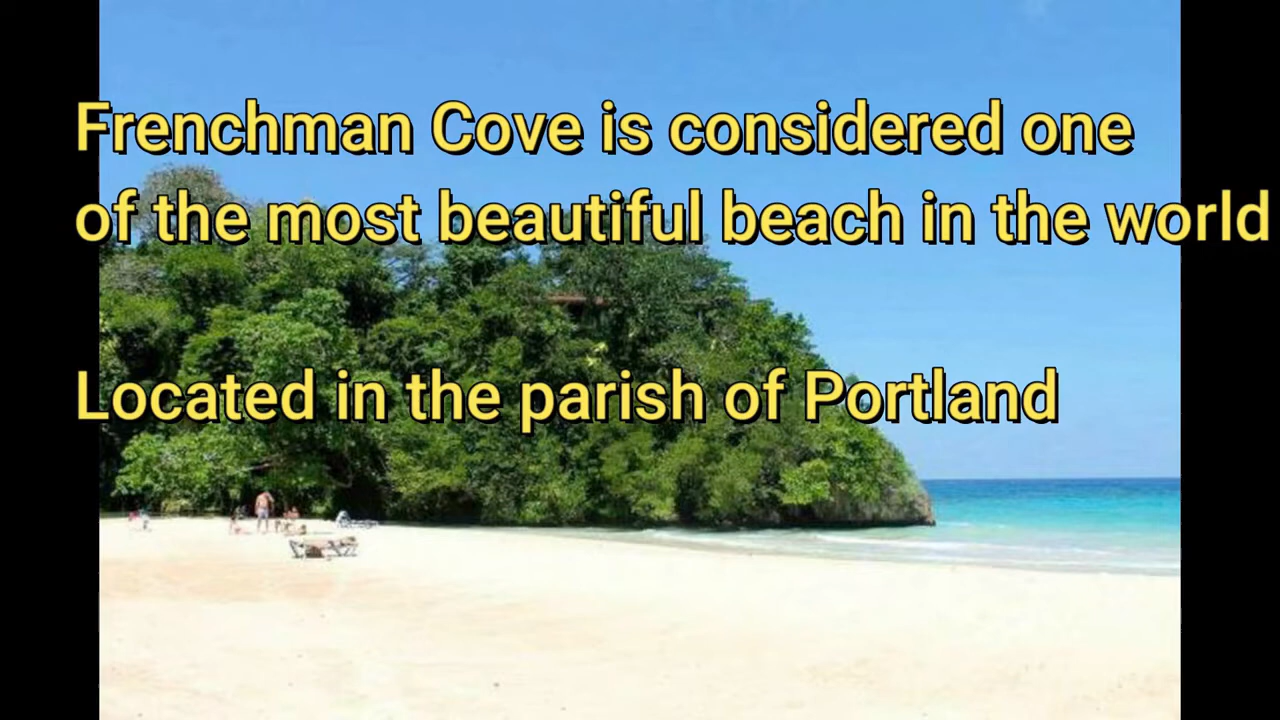 Frenchman Cove is considered one
of the most beautiful beach in the world
Located in the parish of Portland